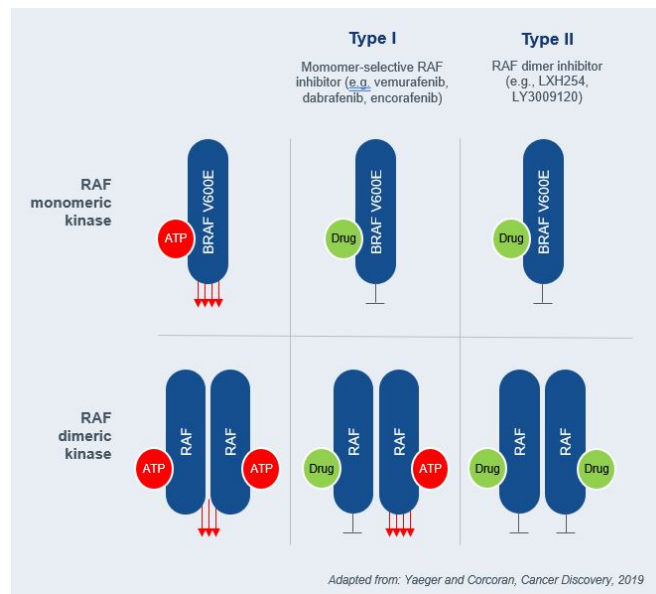 Type I
Type II
Momomer-selective RAF
inhibitor (e.g. vemurafenib,
dabrafenib, encorafenib)
RAF dimer inhibitor
(e.g., LXH254,
LY3009120)
RAF
monomeric
kinase
ATP
BRAF V600E
Drug
BRAF V600E
Drug
BRAF V600E
RAF
dimeric
kinase
ATP
RAF
RAF
ATP
Drug
RAF
RAF
ATP
Drug
RAF
RAF
Drug
Adapted from: Yaeger and Corcoran, Cancer Discovery, 2019